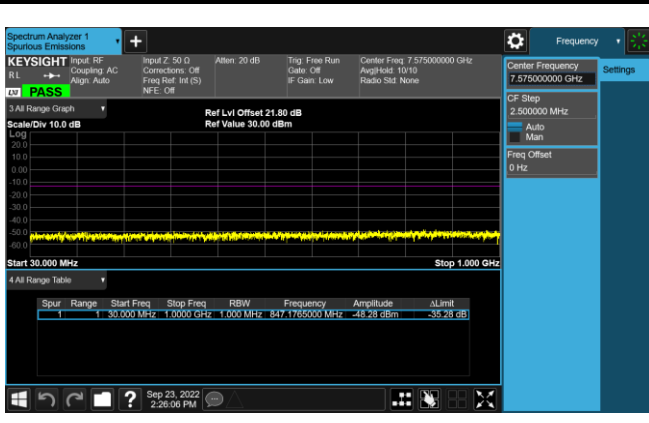 Spectrum Analyzer 1
Spurious Emissions
+
Frequency
KEYSIGHT
RL
LXI
PASS
Input: RF
Coupling: AC
Align: Auto
Input Z: 50 Ω
Corrections: Off
Freq Ref: Int (S)
NFE: Off
Atten: 20 dB
Trig: Free Run
Gate: Off
IF Gain: Low
Center Freq: 7.575000000 GHz
Avg|Hold: 10/10
Radio Std: None
Center Frequency
7.575000000 GHz
Settings
CF Step
2.500000 MHz
Auto
Man
Freq Offset
0 Hz
3 All Range Graph
Scale/Div 10.0 dB
Ref Lvl Offset 21.80 dB
Ref Value 30.00 dBm
Log
20.0
10.0
0.00
-10.0
-20.0
-30.0
-40.0
-50.0
-60.0
Start 30.000 MHz
Stop 1.000 GHz
4 All Range Table
Spur Range Start Freq Stop Freq RBW Frequency Amplitude ΔLimit
1 1 30.000 MHz 1.0000 GHz 1.000 MHz 847.1765000 MHz -48.28 dBm -35.28 dB
?
Sep 23, 2022
2:26:06 PM